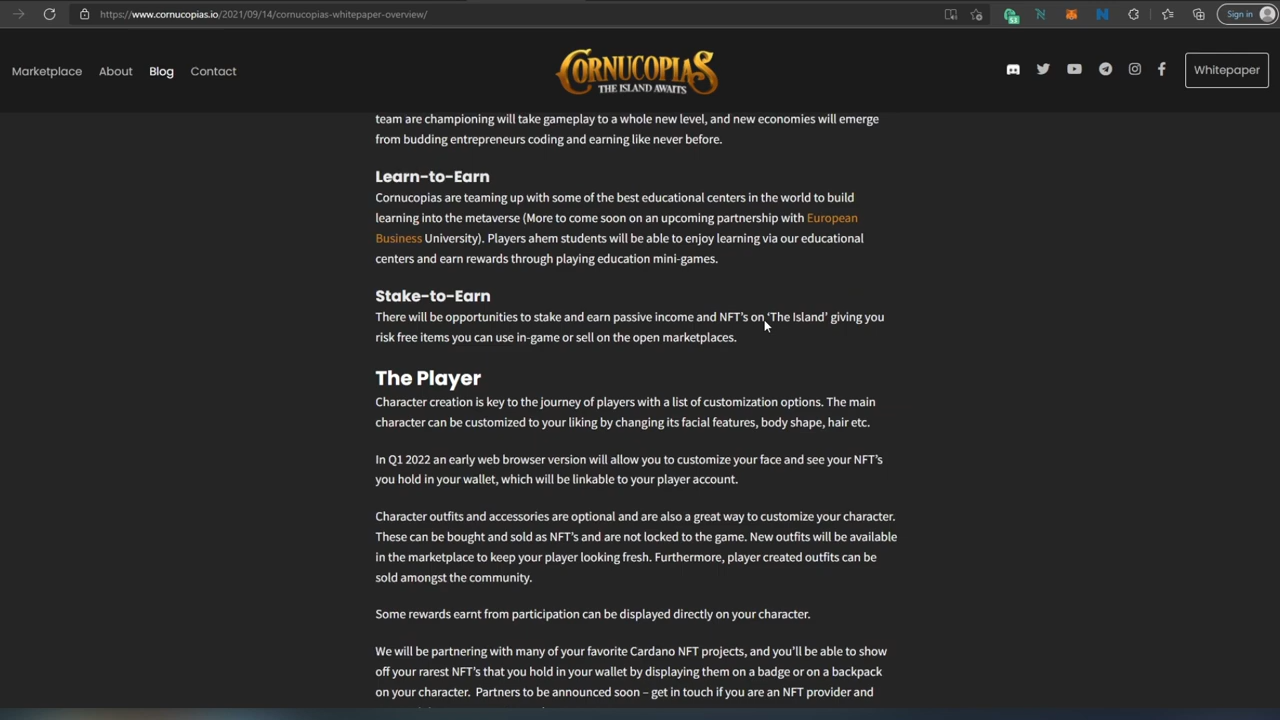 https://www.cornucopias.io/2021/09/14/cornucopias-whitepaper-overview/
53
Sign in
Marketplace
About
Blog
Contact
CORNUCOPIAS
THE ISLAND AWAITS
Whitepaper
team are championing will take gameplay to a whole new level, and new economies will emerge
from budding entrepreneurs coding and earning like never before.
Learn-to-Earn
Cornucopias are teaming up with some of the best educational centers in the world to build
learning into the metaverse (More to come soon on an upcoming partnership with European
Business University). Players ahem students will be able to enjoy learning via our educational
centers and earn rewards through playing education mini-games.
Stake-to-Earn
There will be opportunities to stake and earn passive income and NFT's on ‘The Island’ giving you
risk free items you can use in-game or sell on the open marketplaces.
The Player
Character creation is key to the journey of players with a list of customization options. The main
character can be customized to your liking by changing its facial features, body shape, hair etc.
In Q1 2022 an early web browser version will allow you to customize your face and see your NFT's
you hold in your wallet, which will be linkable to your player account.
Character outfits and accessories are optional and are also a great way to customize your character.
These can be bought and sold as NFT's and are not locked to the game. New outfits will be available
in the marketplace to keep your player looking fresh. Furthermore, player created outfits can be
sold amongst the community.
Some rewards earnt from participation can be displayed directly on your character.
We will be partnering with many of your favorite Cardano NFT projects, and you'll be able to show
off your rarest NFT's that you hold in your wallet by displaying them on a badge or on a backpack
on your character. Partners to be announced soon – get in touch if you are an NFT provider and